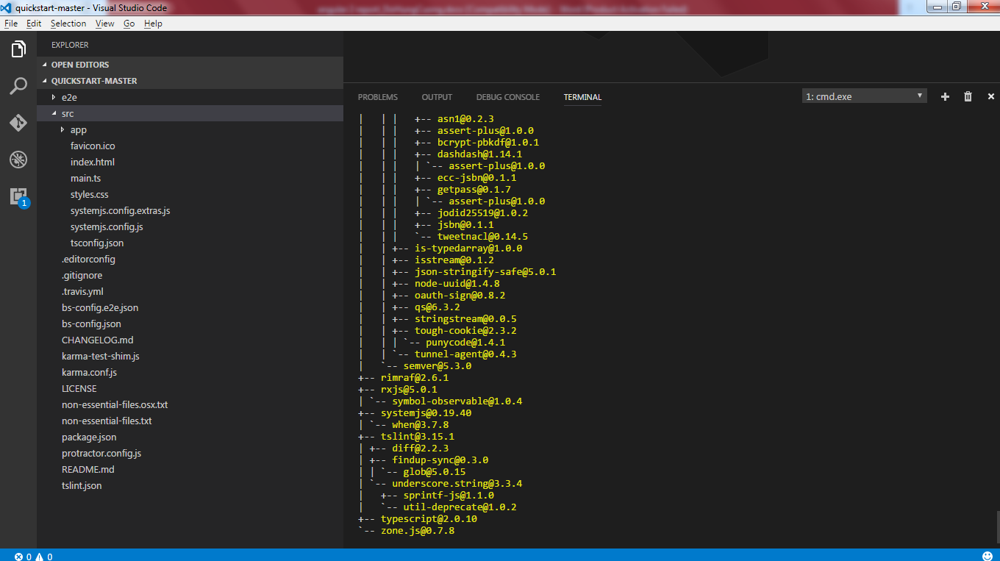 quickstart-master - Visual Studio Code
File Edit Selection View Go Help
EXPLORER
OPEN EDITORS
QUICKSTART-MASTER
e2e
src
app
favicon.ico
index.html
main.ts
styles.css
systemjs.config.extras.js
systemjs.config.js
tsconfig.json
.editorconfig
.gitignore
.travis.yml
bs-config.e2e.json
bs-config.json
CHANGELOG.md
karma-test-shim.js
karma.conf.js
LICENSE
non-essential-files.osx.txt
non-essential-files.txt
package.json
protractor.config.js
README.md
tslint.json
1
PROBLEMS OUTPUT DEBUG CONSOLE TERMINAL 1: cmd.exe
|   | |   +-- asn1@0.2.3
|   | |   +-- assert-plus@1.0.0
|   | |   +-- bcrypt-pbkdf@1.0.1
|   | |   +-- dashdash@1.14.1
|   | |   | `-- assert-plus@1.0.0
|   | |   +-- ecc-jsbn@0.1.1
|   | |   +-- getpass@0.1.7
|   | |   | `-- assert-plus@1.0.0
|   | |   +-- jodid25519@1.0.2
|   | |   +-- jsbn@0.1.1
|   | |   `-- tweetnacl@0.14.5
|   | +-- is-typedarray@1.0.0
|   | +-- isstream@0.1.2
|   | +-- json-stringify-safe@5.0.1
|   | +-- node-uuid@1.4.8
|   | +-- oauth-sign@0.8.2
|   | +-- qs@6.3.2
|   | +-- stringstream@0.0.5
|   | +-- tough-cookie@2.3.2
|   | | `-- punycode@1.4.1
|   | `-- tunnel-agent@0.4.3
|   `-- semver@5.3.0
+-- rimraf@2.6.1
+-- rxjs@5.0.1
| `-- symbol-observable@1.0.4
+-- systemjs@0.19.40
| `-- when@3.7.8
+-- tslint@3.15.1
| +-- diff@2.2.3
| +-- findup-sync@0.3.0
| | `-- glob@5.0.15
| `-- underscore.string@3.3.4
|   +-- sprintf-js@1.1.0
|   `-- util-deprecate@1.0.2
+-- typescript@2.0.10
`-- zone.js@0.7.8
0 0